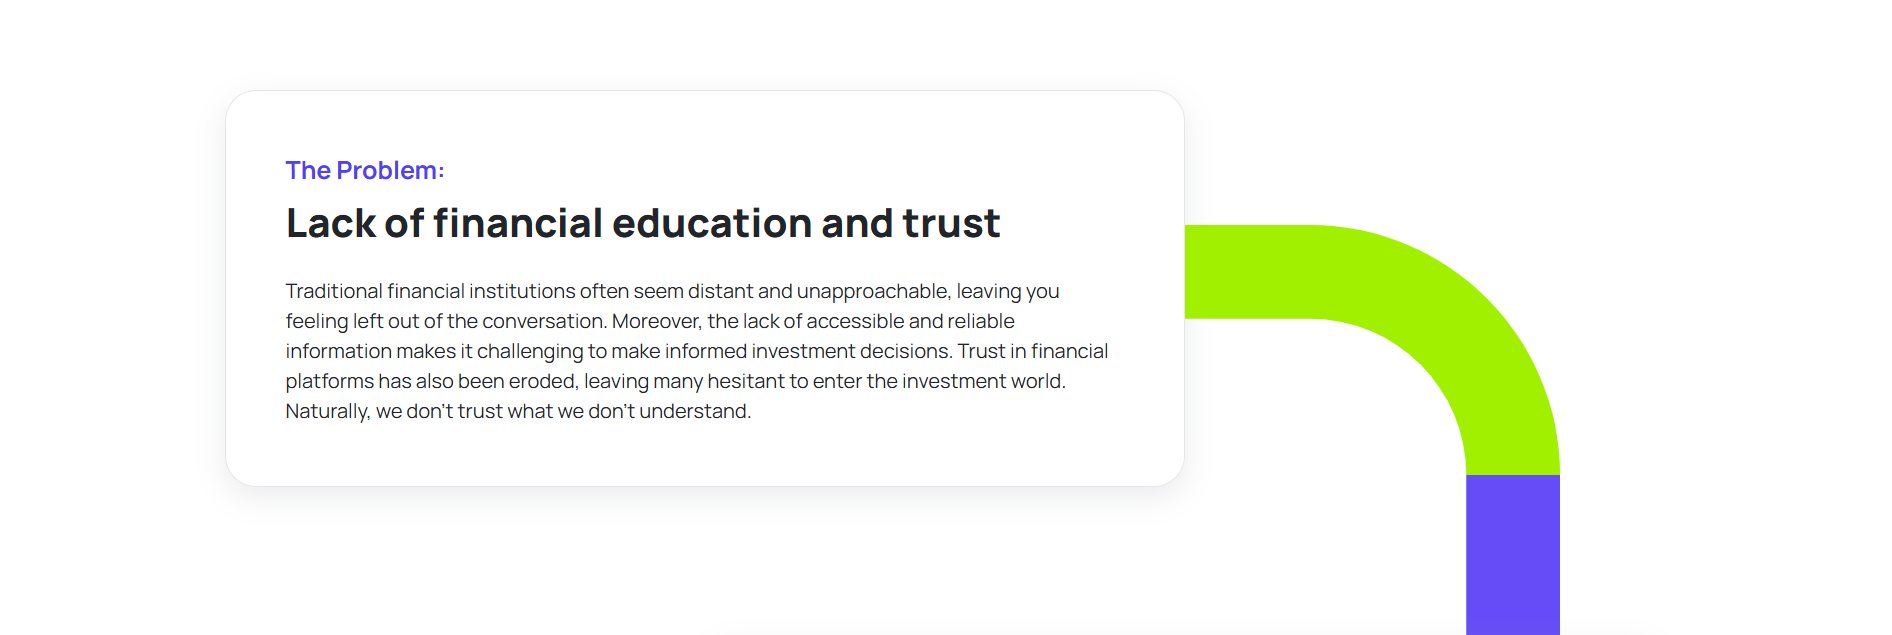 The Problem:
Lack of financial education and trust
Traditional financial institutions often seem distant and unapproachable, leaving you
feeling left out of the conversation. Moreover, the lack of accessible and reliable
information makes it challenging to make informed investment decisions. Trust in financial
platforms has also been eroded, leaving many hesitant to enter the investment world.
Naturally, we don’t trust what we don’t understand.